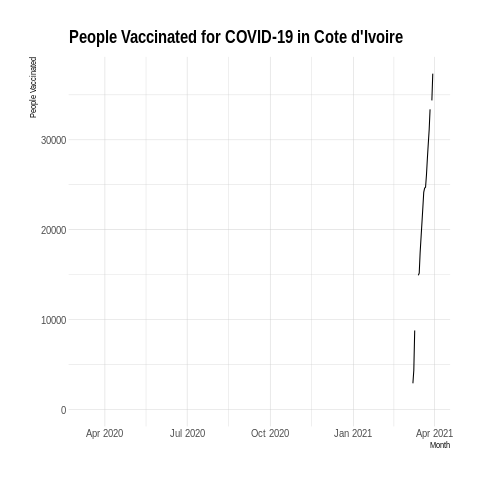 People Vaccinated for COVID-19 in Cote d'Ivoire
People Vaccinated
30000
20000
10000
0
Apr 2020 Jul 2020 Oct 2020 Jan 2021 Apr 2021
Month